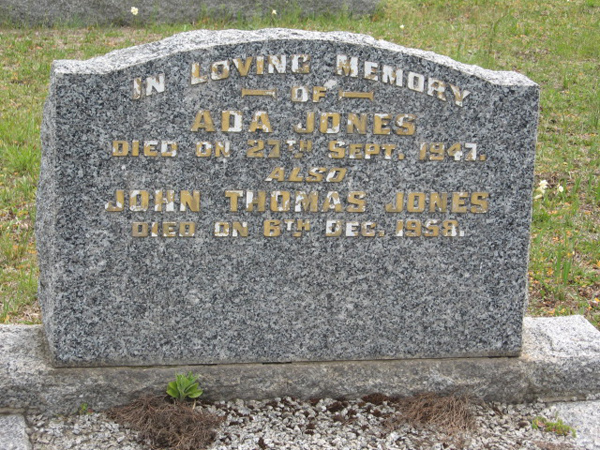 IN LOVING MEMORY
OF
ADA JONES
DIED ON 27TH SEPT. 1947.
ALSO
JOHN THOMAS JONES
DIED ON 6TH DEC. 1958.